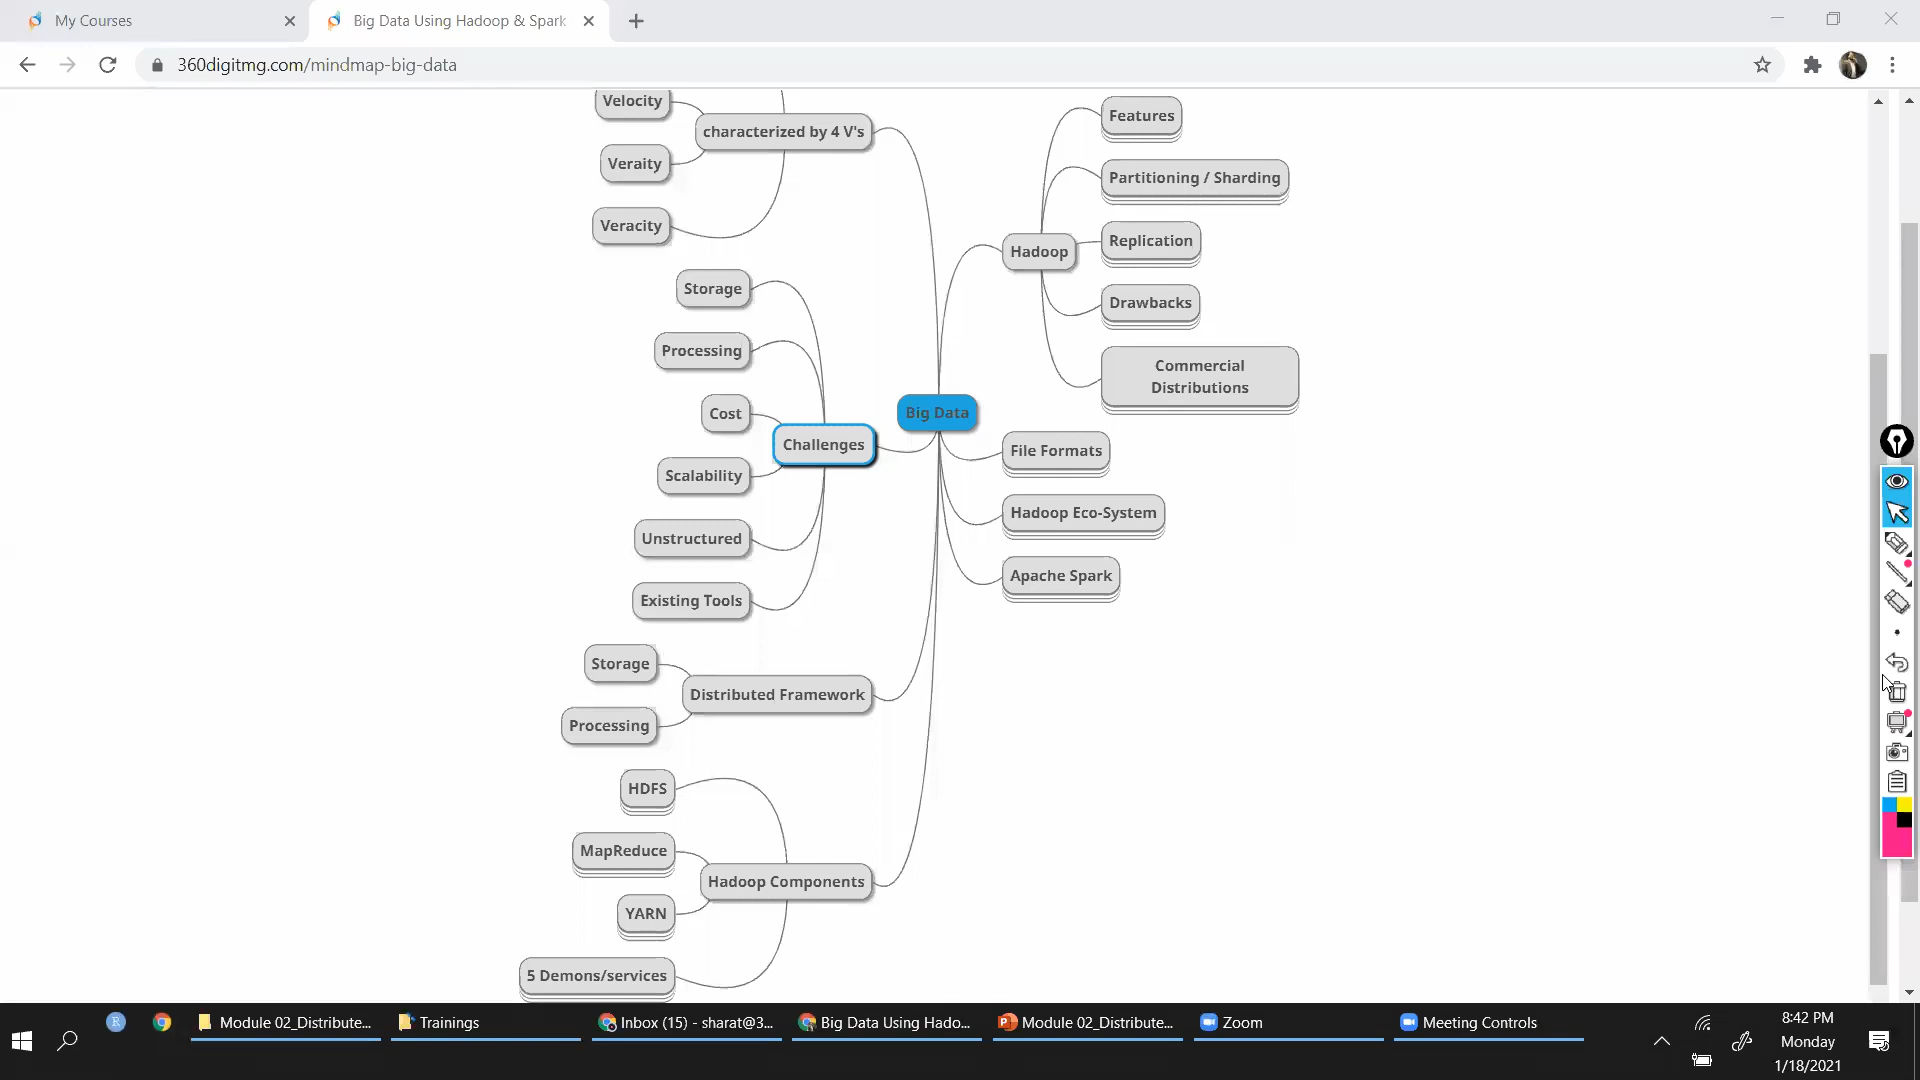 My Courses
Big Data Using Hadoop & Spark
360digitmg.com/mindmap-big-data
Velocity
characterized by 4 V's
Veraity
Veracity
Storage
Processing
Cost
Challenges
Scalability
Unstructured
Existing Tools
Storage
Distributed Framework
Processing
HDFS
MapReduce
Hadoop Components
YARN
5 Demons/services
Big Data
Features
Partitioning / Sharding
Hadoop
Replication
Drawbacks
Commercial
Distributions
File Formats
Hadoop Eco-System
Apache Spark
R
Module 02_Distribute...
Trainings
Inbox (15) - sharat@3...
Big Data Using Hado...
Module 02_Distribute...
Zoom
Meeting Controls
8:42 PM
Monday
1/18/2021